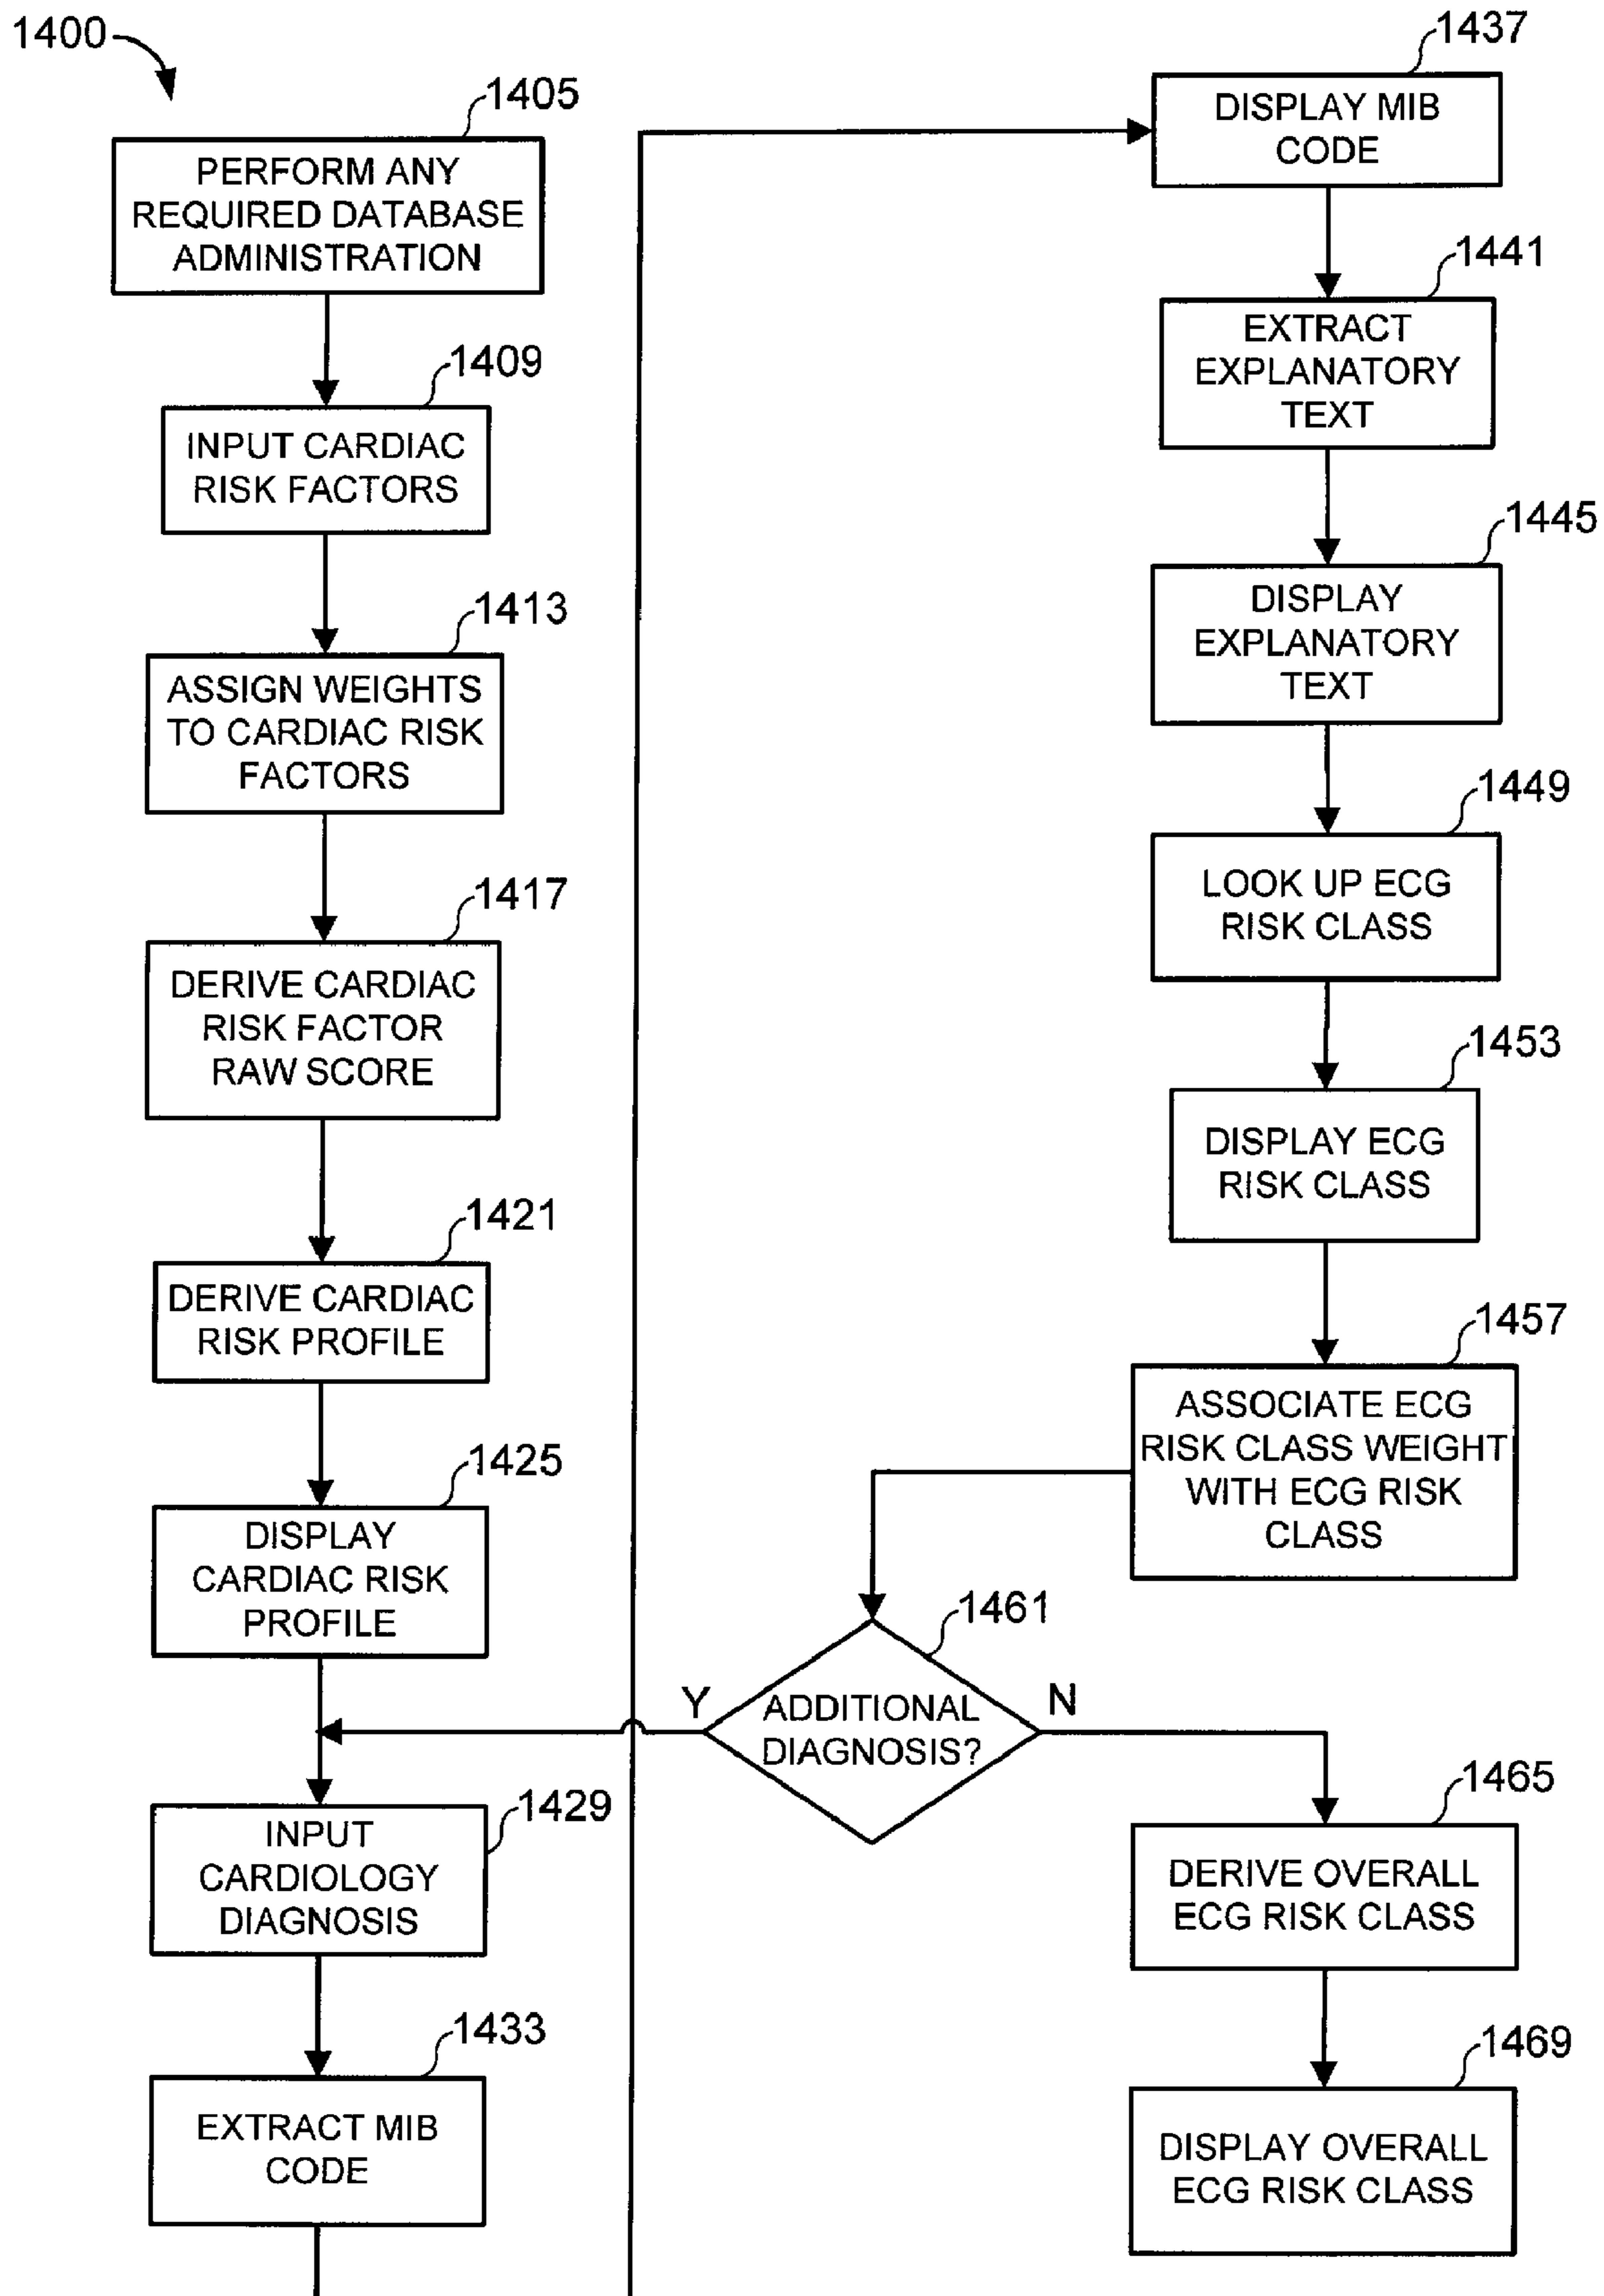 1400
1405
PERFORM ANY
REQUIRED DATABASE
ADMINISTRATION
1409
INPUT CARDIAC
RISK FACTORS
1413
ASSIGN WEIGHTS
TO CARDIAC RISK
FACTORS
1417
DERIVE CARDIAC
RISK FACTOR
RAW SCORE
1421
DERIVE CARDIAC
RISK PROFILE
1425
DISPLAY
CARDIAC RISK
PROFILE
1429
INPUT
CARDIOLOGY
DIAGNOSIS
1433
EXTRACT MIB
CODE
1437
DISPLAY MIB
CODE
1441
EXTRACT
EXPLANATORY
TEXT
1445
DISPLAY
EXPLANATORY
TEXT
1449
LOOK UP ECG
RISK CLASS
1453
DISPLAY ECG
RISK CLASS
1457
ASSOCIATE ECG
RISK CLASS WEIGHT
WITH ECG RISK
CLASS
1461
Y
ADDITIONAL
DIAGNOSIS?
N
1465
DERIVE OVERALL
ECG RISK CLASS
1469
DISPLAY OVERALL
ECG RISK CLASS